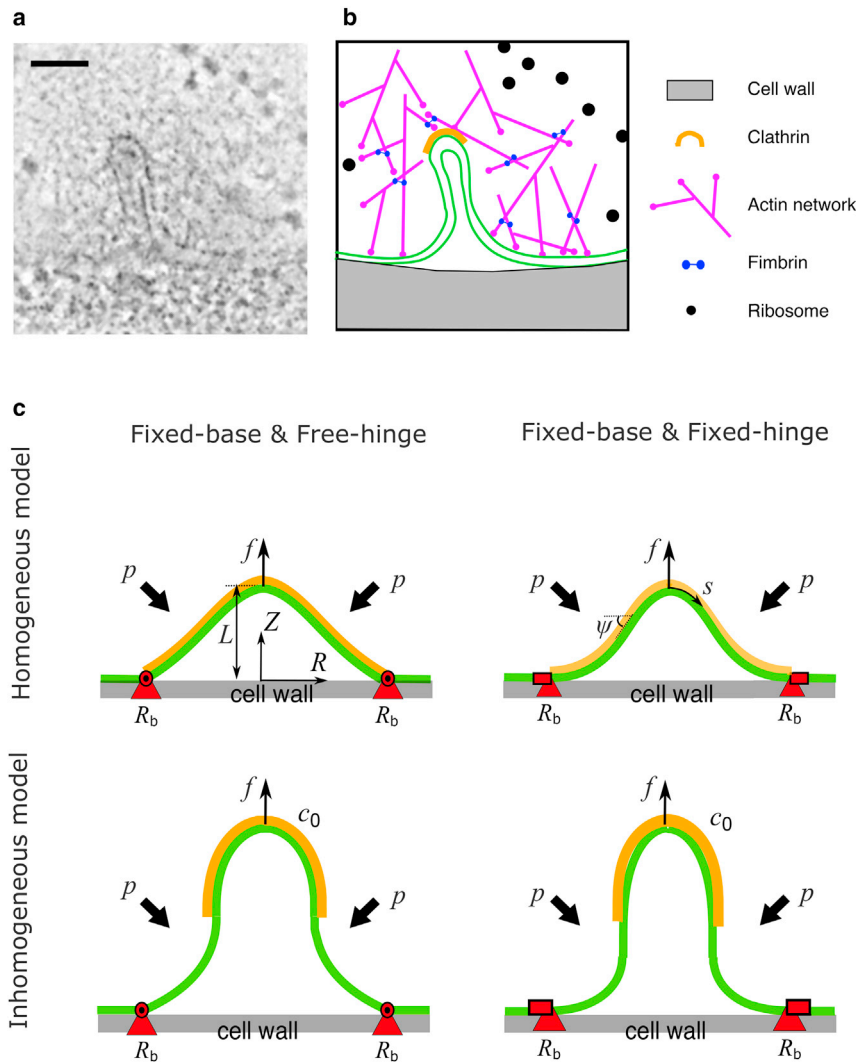 a
b
Cell wall
Clathrin
Actin network
Fimbrin
Ribosome
c
Fixed-base & Free-hinge
Fixed-base & Fixed-hinge
Homogeneous model
f
p
p
L
Z
R
cell wall
R_b
R_b
f
p
p
s
ψ
cell wall
R_b
R_b
Inhomogeneous model
f
c_0
p
p
cell wall
R_b
R_b
f
c_0
p
p
cell wall
R_b
R_b